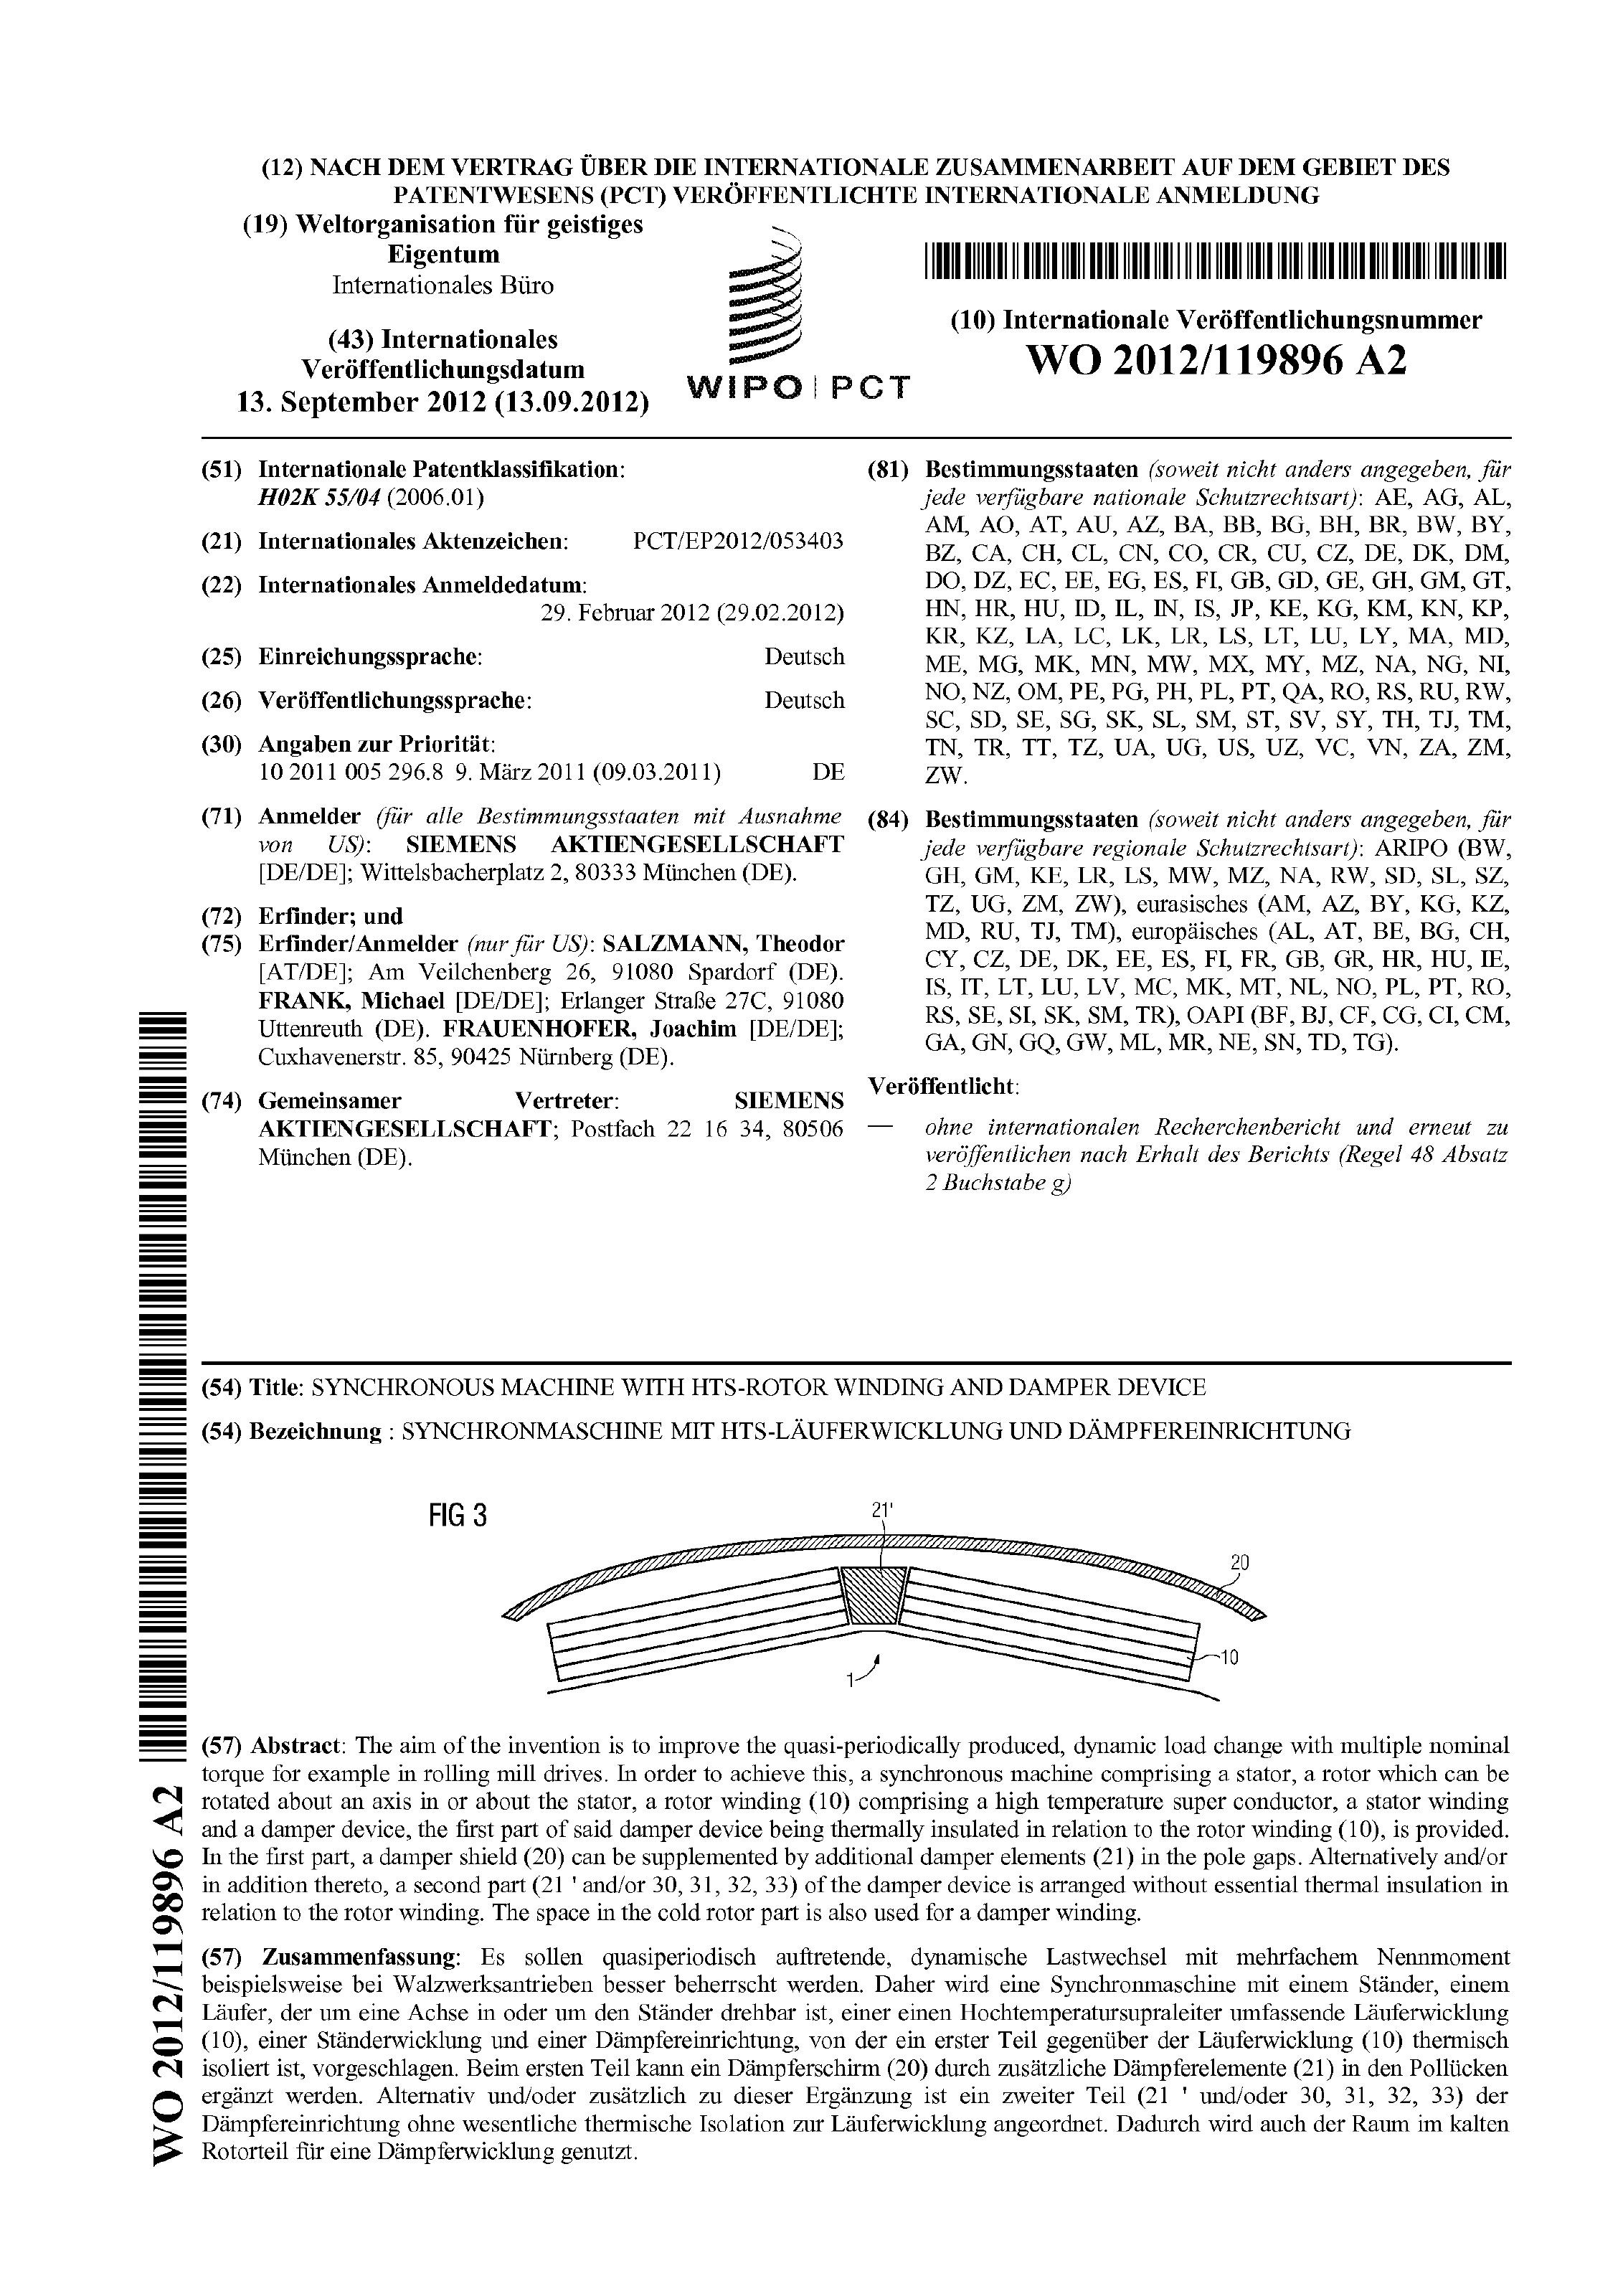 (12) NACH DEM VERTRAG ÜBER DIE INTERNATIONALE ZUSAMMENARBEIT AUF DEM GEBIET DES
PATENTWESENS (PCT) VERÖFFENTLICHTE INTERNATIONALE ANMELDUNG
(19) Weltorganisation für geistiges
Eigentum
Internationales Büro
(43) Internationales
Veröffentlichungsdatum
13. September 2012 (13.09.2012)
WIPO | PCT
(10) Internationale Veröffentlichungsnummer
WO 2012/119896 A2
(51) Internationale Patentklassifikation:
H02K 55/04 (2006.01)
(21) Internationales Aktenzeichen: PCT/EP2012/053403
(22) Internationales Anmeldedatum:
29. Februar 2012 (29.02.2012)
(25) Einreichungssprache: Deutsch
(26) Veröffentlichungssprache: Deutsch
(30) Angaben zur Priorität:
10 2011 005 296.8 9. März 2011 (09.03.2011) DE
(71) Anmelder (für alle Bestimmungsstaaten mit Ausnahme
von US): SIEMENS AKTIENGESELLSCHAFT
[DE/DE]; Wittelsbacherplatz 2, 80333 München (DE).
(72) Erfinder; und
(75) Erfinder/Anmelder (nur für US): SALZMANN, Theodor
[AT/DE]; Am Veilchenberg 26, 91080 Spardorf (DE).
FRANK, Michael [DE/DE]; Erlanger Straße 27C, 91080
Uttenreuth (DE). FRAUENHOFER, Joachim [DE/DE];
Cuxhavenerstr. 85, 90425 Nürnberg (DE).
(74) Gemeinsamer Vertreter: SIEMENS
AKTIENGESELLSCHAFT; Postfach 22 16 34, 80506
München (DE).
(81) Bestimmungsstaaten (soweit nicht anders angegeben, für
jede verfügbare nationale Schutzrechtsart): AE, AG, AL,
AM, AO, AT, AU, AZ, BA, BB, BG, BH, BR, BW, BY,
BZ, CA, CH, CL, CN, CO, CR, CU, CZ, DE, DK, DM,
DO, DZ, EC, EE, EG, ES, FI, GB, GD, GE, GH, GM, GT,
HN, HR, HU, ID, IL, IN, IS, JP, KE, KG, KM, KN, KP,
KR, KZ, LA, LC, LK, LR, LS, LT, LU, LY, MA, MD,
ME, MG, MK, MN, MW, MX, MY, MZ, NA, NG, NI,
NO, NZ, OM, PE, PG, PH, PL, PT, QA, RO, RS, RU, RW,
SC, SD, SE, SG, SK, SL, SM, ST, SV, SY, TH, TJ, TM,
TN, TR, TT, TZ, UA, UG, US, UZ, VC, VN, ZA, ZM,
ZW.
(84) Bestimmungsstaaten (soweit nicht anders angegeben, für
jede verfügbare regionale Schutzrechtsart): ARIPO (BW,
GH, GM, KE, LR, LS, MW, MZ, NA, RW, SD, SL, SZ,
TZ, UG, ZM, ZW), eurasisches (AM, AZ, BY, KG, KZ,
MD, RU, TJ, TM), europäisches (AL, AT, BE, BG, CH,
CY, CZ, DE, DK, EE, ES, FI, FR, GB, GR, HR, HU, IE,
IS, IT, LT, LU, LV, MC, MK, MT, NL, NO, PL, PT, RO,
RS, SE, SI, SK, SM, TR), OAPI (BF, BJ, CF, CG, CI, CM,
GA, GN, GQ, GW, ML, MR, NE, SN, TD, TG).
Veröffentlicht:
— ohne internationalen Recherchenbericht und erneut zu
veröffentlichen nach Erhalt des Berichts (Regel 48 Absatz
2 Buchstabe g)
(54) Title: SYNCHRONOUS MACHINE WITH HTS-ROTOR WINDING AND DAMPER DEVICE
(54) Bezeichnung : SYNCHRONMASCHINE MIT HTS-LÄUFERWICKLUNG UND DÄMPFEREINRICHTUNG
FIG 3
21'
20
10
1
(57) Abstract: The aim of the invention is to improve the quasi-periodically produced, dynamic load change with multiple nominal
torque for example in rolling mill drives. In order to achieve this, a synchronous machine comprising a stator, a rotor which can be
rotated about an axis in or about the stator, a rotor winding (10) comprising a high temperature super conductor, a stator winding
and a damper device, the first part of said damper device being thermally insulated in relation to the rotor winding (10), is provided.
In the first part, a damper shield (20) can be supplemented by additional damper elements (21) in the pole gaps. Alternatively and/or
in addition thereto, a second part (21 ' and/or 30, 31, 32, 33) of the damper device is arranged without essential thermal insulation in
relation to the rotor winding. The space in the cold rotor part is also used for a damper winding.
(57) Zusammenfassung: Es sollen quasiperiodisch auftretende, dynamische Lastwechsel mit mehrfachem Nennmoment
beispielsweise bei Walzwerksantrieben besser beherrscht werden. Daher wird eine Synchronmaschine mit einem Ständer, einem
Läufer, der um eine Achse in oder um den Ständer drehbar ist, einer einen Hochtemperatursupraleiter umfassende Läuferwicklung
(10), einer Ständerwicklung und einer Dämpfereinrichtung, von der ein erster Teil gegenüber der Läuferwicklung (10) thermisch
isoliert ist, vorgeschlagen. Beim ersten Teil kann ein Dämpferschirm (20) durch zusätzliche Dämpferelemente (21) in den Pollücken
ergänzt werden. Alternativ und/oder zusätzlich zu dieser Ergänzung ist ein zweiter Teil (21 ' und/oder 30, 31, 32, 33) der
Dämpfereinrichtung ohne wesentliche thermische Isolation zur Läuferwicklung angeordnet. Dadurch wird auch der Raum im kalten
Rotorteil für eine Dämpferwicklung genutzt.
WO 2012/119896 A2